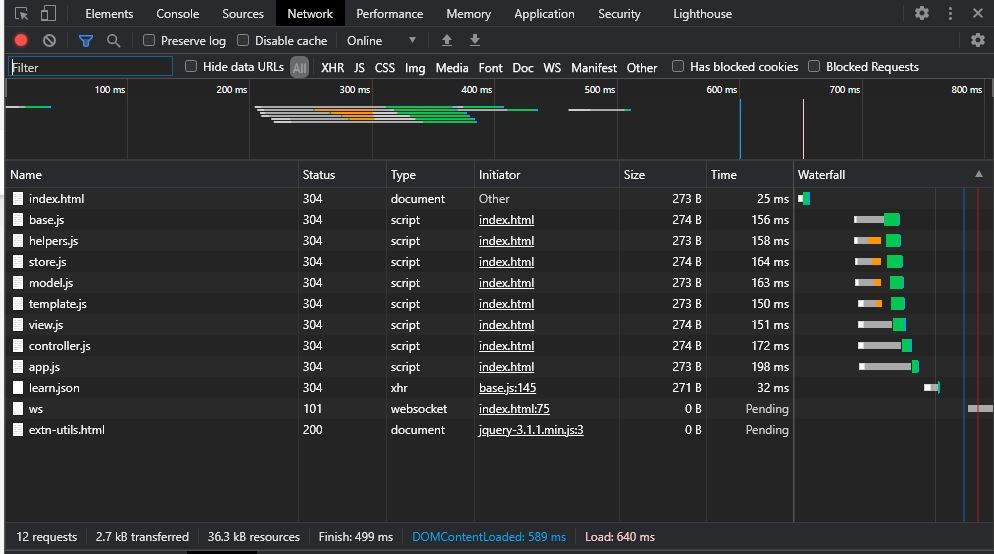 Elements Console Sources Network Performance Memory Application Security Lighthouse
Preserve log Disable cache Online
Filter Hide data URLs All XHR JS CSS Img Media Font Doc WS Manifest Other Has blocked cookies Blocked Requests
100 ms 200 ms 300 ms 400 ms 500 ms 600 ms 700 ms 800 ms
Name Status Type Initiator Size Time Waterfall
index.html 304 document Other 273 B 25 ms
base.js 304 script index.html 274 B 156 ms
helpers.js 304 script index.html 273 B 158 ms
store.js 304 script index.html 273 B 164 ms
model.js 304 script index.html 273 B 163 ms
template.js 304 script index.html 273 B 150 ms
view.js 304 script index.html 274 B 151 ms
controller.js 304 script index.html 274 B 172 ms
app.js 304 script index.html 273 B 198 ms
learn.json 304 xhr base.js:145 271 B 32 ms
ws 101 websocket index.html:75 0 B Pending
extn-utils.html 200 document jquery-3.1.1.min.js:3 0 B Pending
12 requests 2.7 kB transferred 36.3 kB resources Finish: 499 ms DOMContentLoaded: 589 ms Load: 640 ms